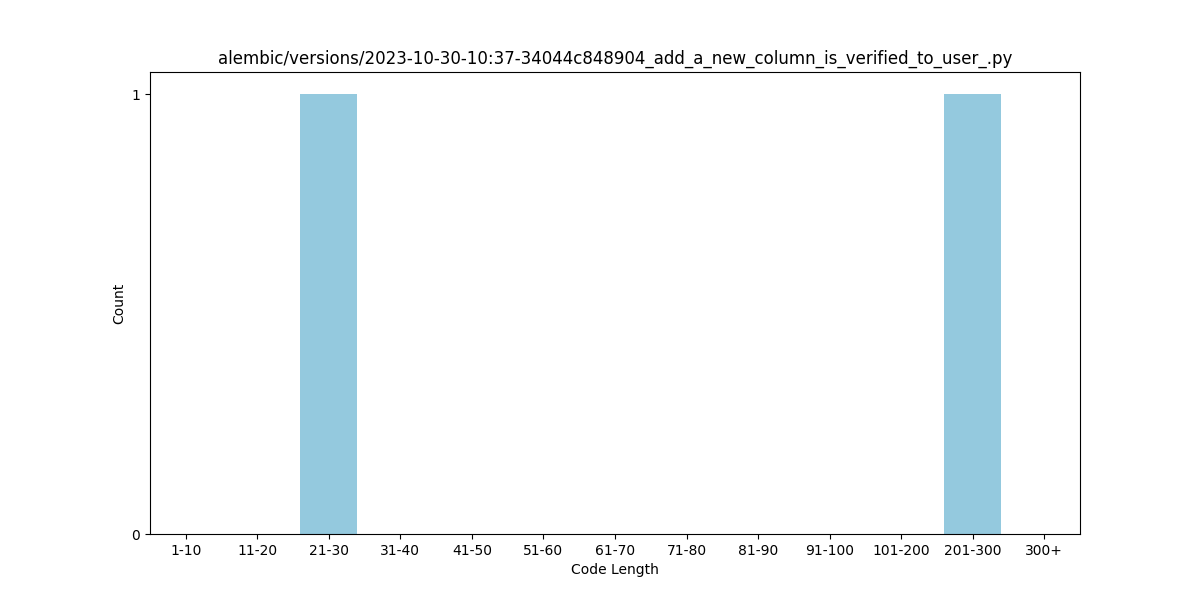 alembic/versions/2023-10-30-10:37-34044c848904_add_a_new_column_is_verified_to_user_.py
1
Count
0
1-10 11-20 21-30 31-40 41-50 51-60 61-70 71-80 81-90 91-100 101-200 201-300 300+
Code Length